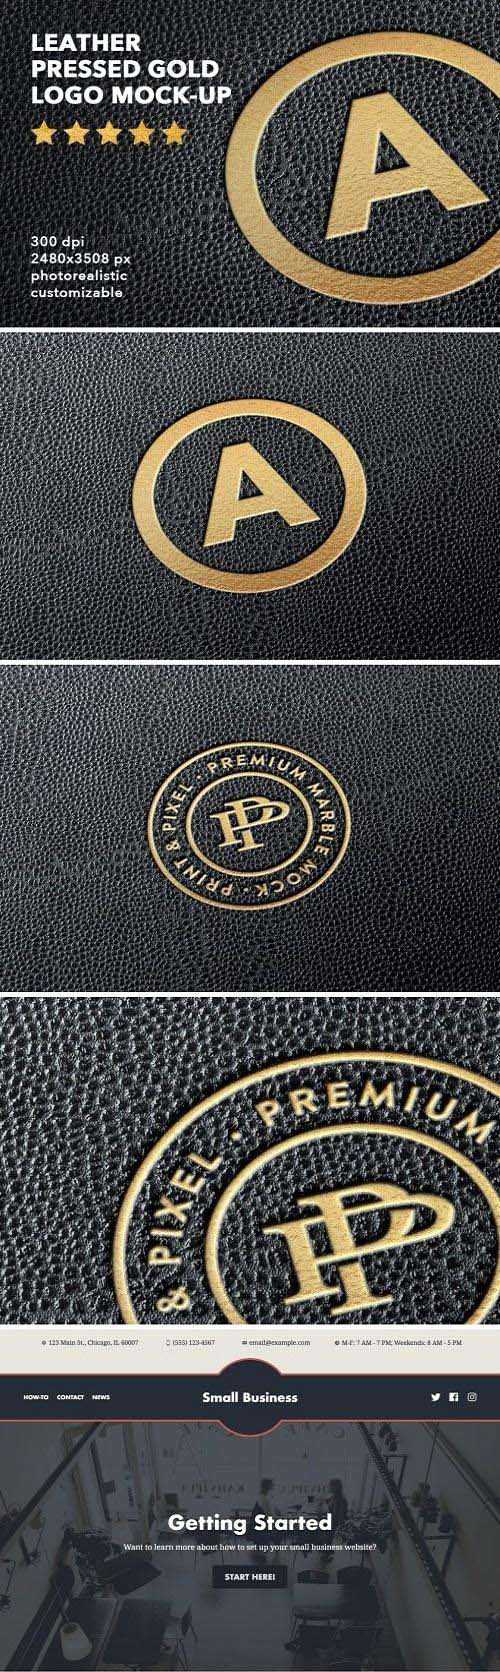 LEATHER
PRESSED GOLD
LOGO MOCK-UP
300 dpi
2480x3508 px
photorealistic
customizable
A
A
PRINT & PIXEL · PREMIUM MARBLE MOCK ·
PP
& PIXEL · PREMIUM
PP
123 Main St., Chicago, IL 60007 (555) 123-4567 email@example.com M-F: 7 AM - 7 PM; Weekends: 8 AM - 5 PM
HOW-TO CONTACT NEWS Small Business
Getting Started
Want to learn more about how to set up your small business website?
START HERE!